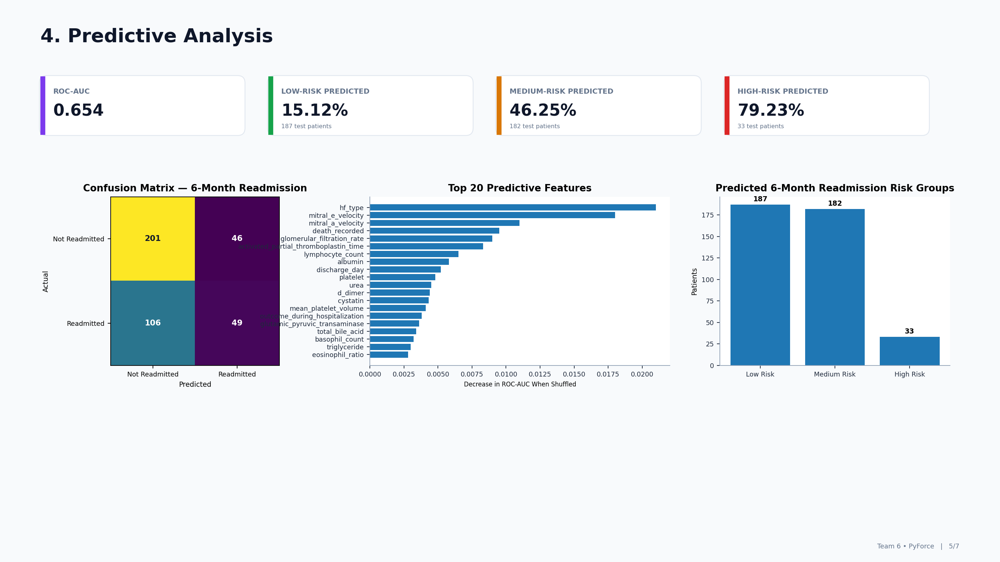 4. Predictive Analysis
ROC-AUC
0.654
LOW-RISK PREDICTED
15.12%
187 test patients
MEDIUM-RISK PREDICTED
46.25%
182 test patients
HIGH-RISK PREDICTED
79.23%
33 test patients
Confusion Matrix — 6-Month Readmission
Actual
Not Readmitted
Readmitted
201
46
106
49
Not Readmitted
Readmitted
Predicted
Top 20 Predictive Features
hf_type
mitral_e_velocity
mitral_a_velocity
death_recorded
glomerular_filtration_rate
activated_partial_thromboplastin_time
lymphocyte_count
albumin
discharge_day
platelet
urea
d_dimer
cystatin
mean_platelet_volume
outcome_during_hospitalization
glutamic_pyruvic_transaminase
total_bile_acid
basophil_count
triglyceride
eosinophil_ratio
0.0000 0.0025 0.0050 0.0075 0.0100 0.0125 0.0150 0.0175 0.0200
Decrease in ROC-AUC When Shuffled
Predicted 6-Month Readmission Risk Groups
Patients
175
150
125
100
75
50
25
0
187
182
33
Low Risk
Medium Risk
High Risk
Team 6 • PyForce | 5/7